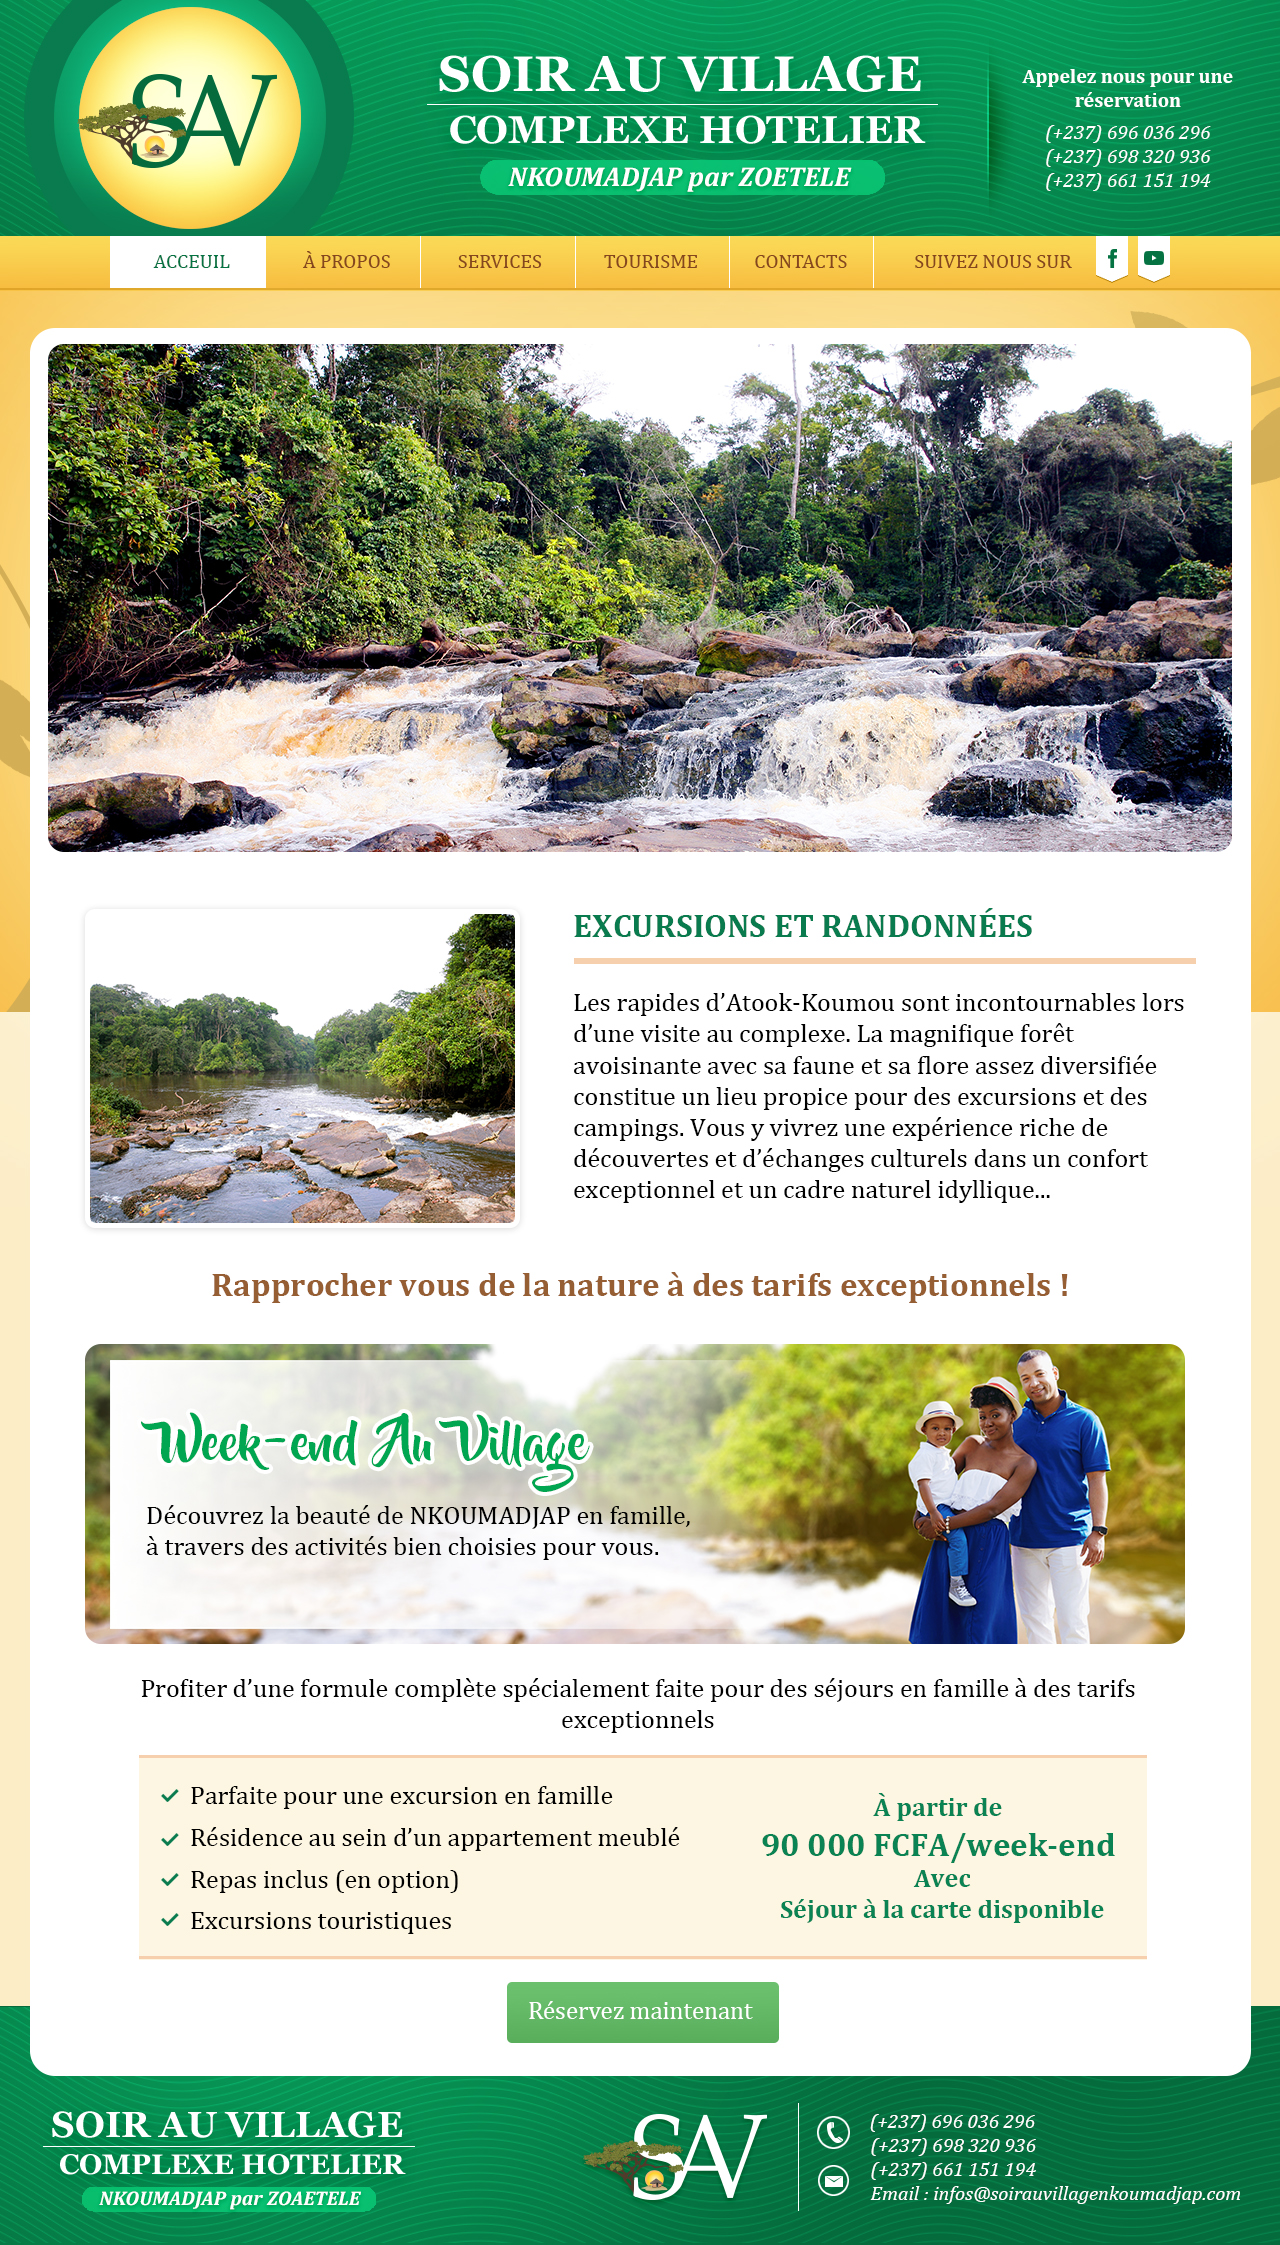 SAV
SOIR AU VILLAGE
COMPLEXE HOTELIER
NKOUMADJAP par ZOETELE
Appelez nous pour une
réservation
(+237) 696 036 296
(+237) 698 320 936
(+237) 661 151 194
ACCEUIL
À PROPOS
SERVICES
TOURISME
CONTACTS
SUIVEZ NOUS SUR
EXCURSIONS ET RANDONNÉES
Les rapides d’Atook-Koumou sont incontournables lors
d’une visite au complexe. La magnifique forêt
avoisinante avec sa faune et sa flore assez diversifiée
constitue un lieu propice pour des excursions et des
campings. Vous y vivrez une expérience riche de
découvertes et d’échanges culturels dans un confort
exceptionnel et un cadre naturel idyllique...
Rapprocher vous de la nature à des tarifs exceptionnels !
Week-end Au Village
Découvrez la beauté de NKOUMADJAP en famille,
à travers des activités bien choisies pour vous.
Profiter d’une formule complète spécialement faite pour des séjours en famille à des tarifs
exceptionnels
Parfaite pour une excursion en famille
Résidence au sein d’un appartement meublé
Repas inclus (en option)
Excursions touristiques
À partir de
90 000 FCFA/week-end
Avec
Séjour à la carte disponible
Réservez maintenant
SOIR AU VILLAGE
COMPLEXE HOTELIER
NKOUMADJAP par ZOAETELE
SAV
(+237) 696 036 296
(+237) 698 320 936
(+237) 661 151 194
Email : infos@soirauvillagenkoumadjap.com